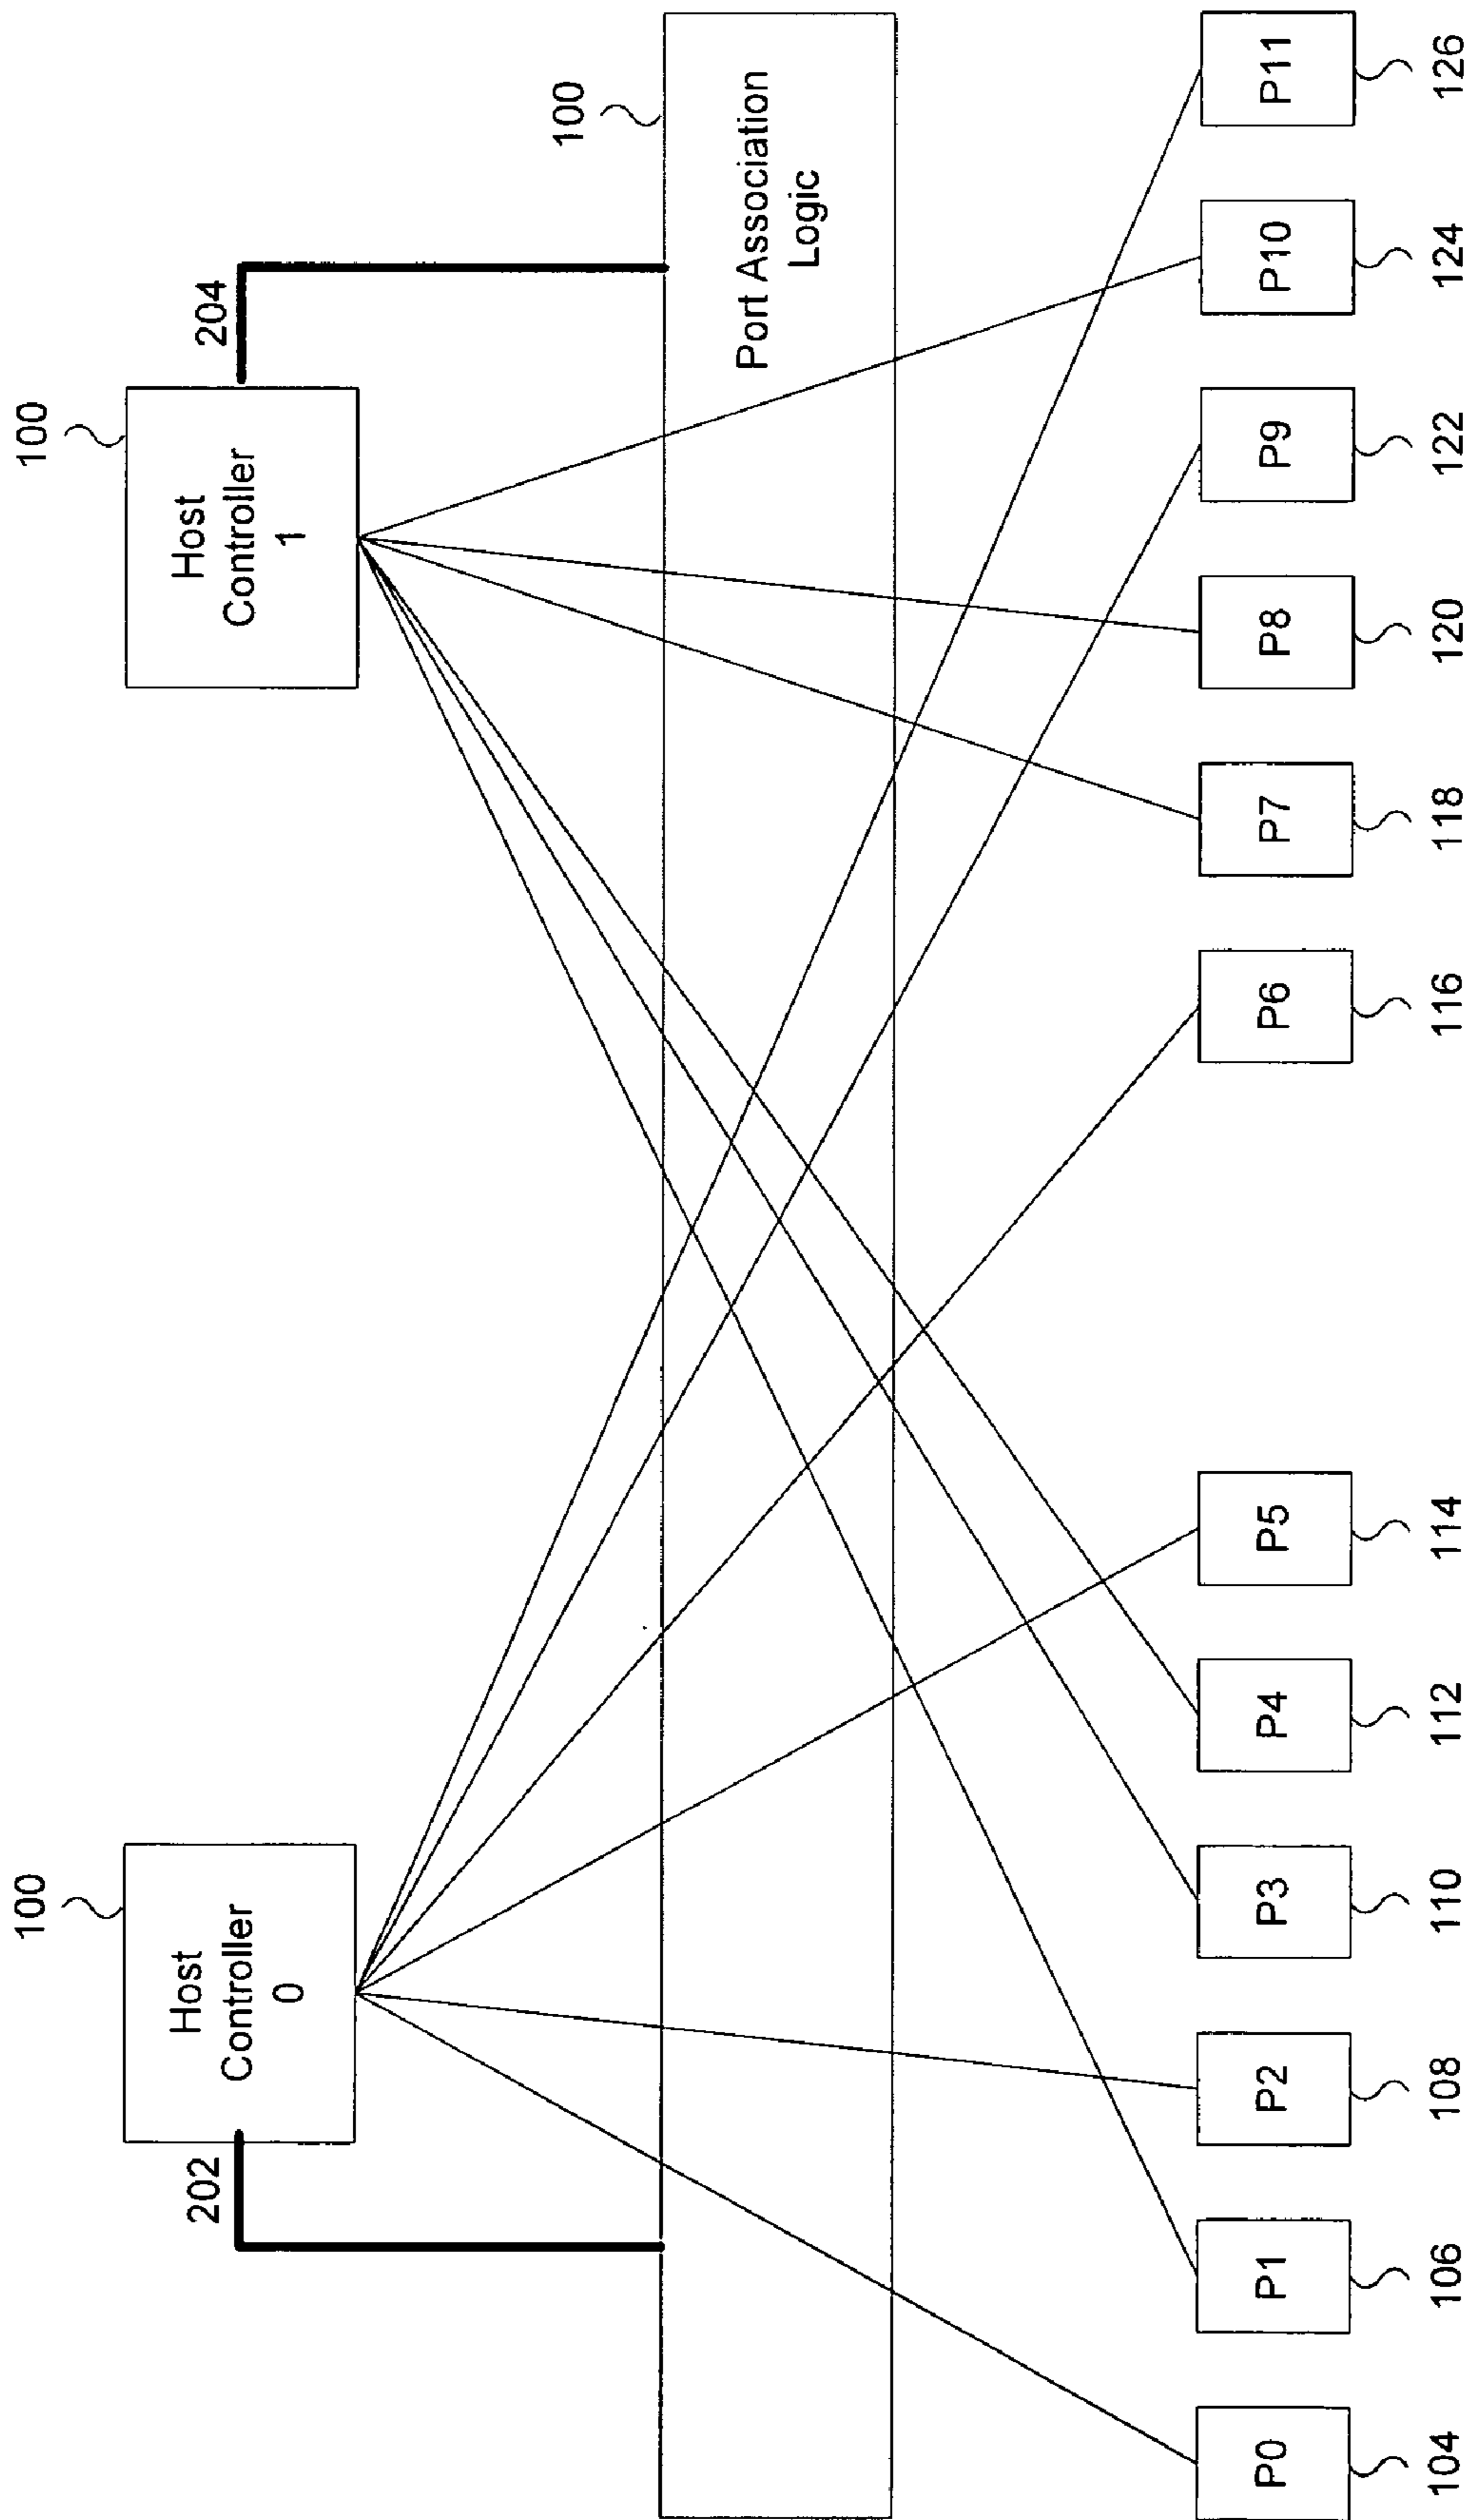 100
Host
Controller
0
202
100
Host
Controller
1
204
100
Port Association
Logic
P0
P1
P2
P3
P4
P5
P6
P7
P8
P9
P10
P11
104
106
108
110
112
114
116
118
120
122
124
126